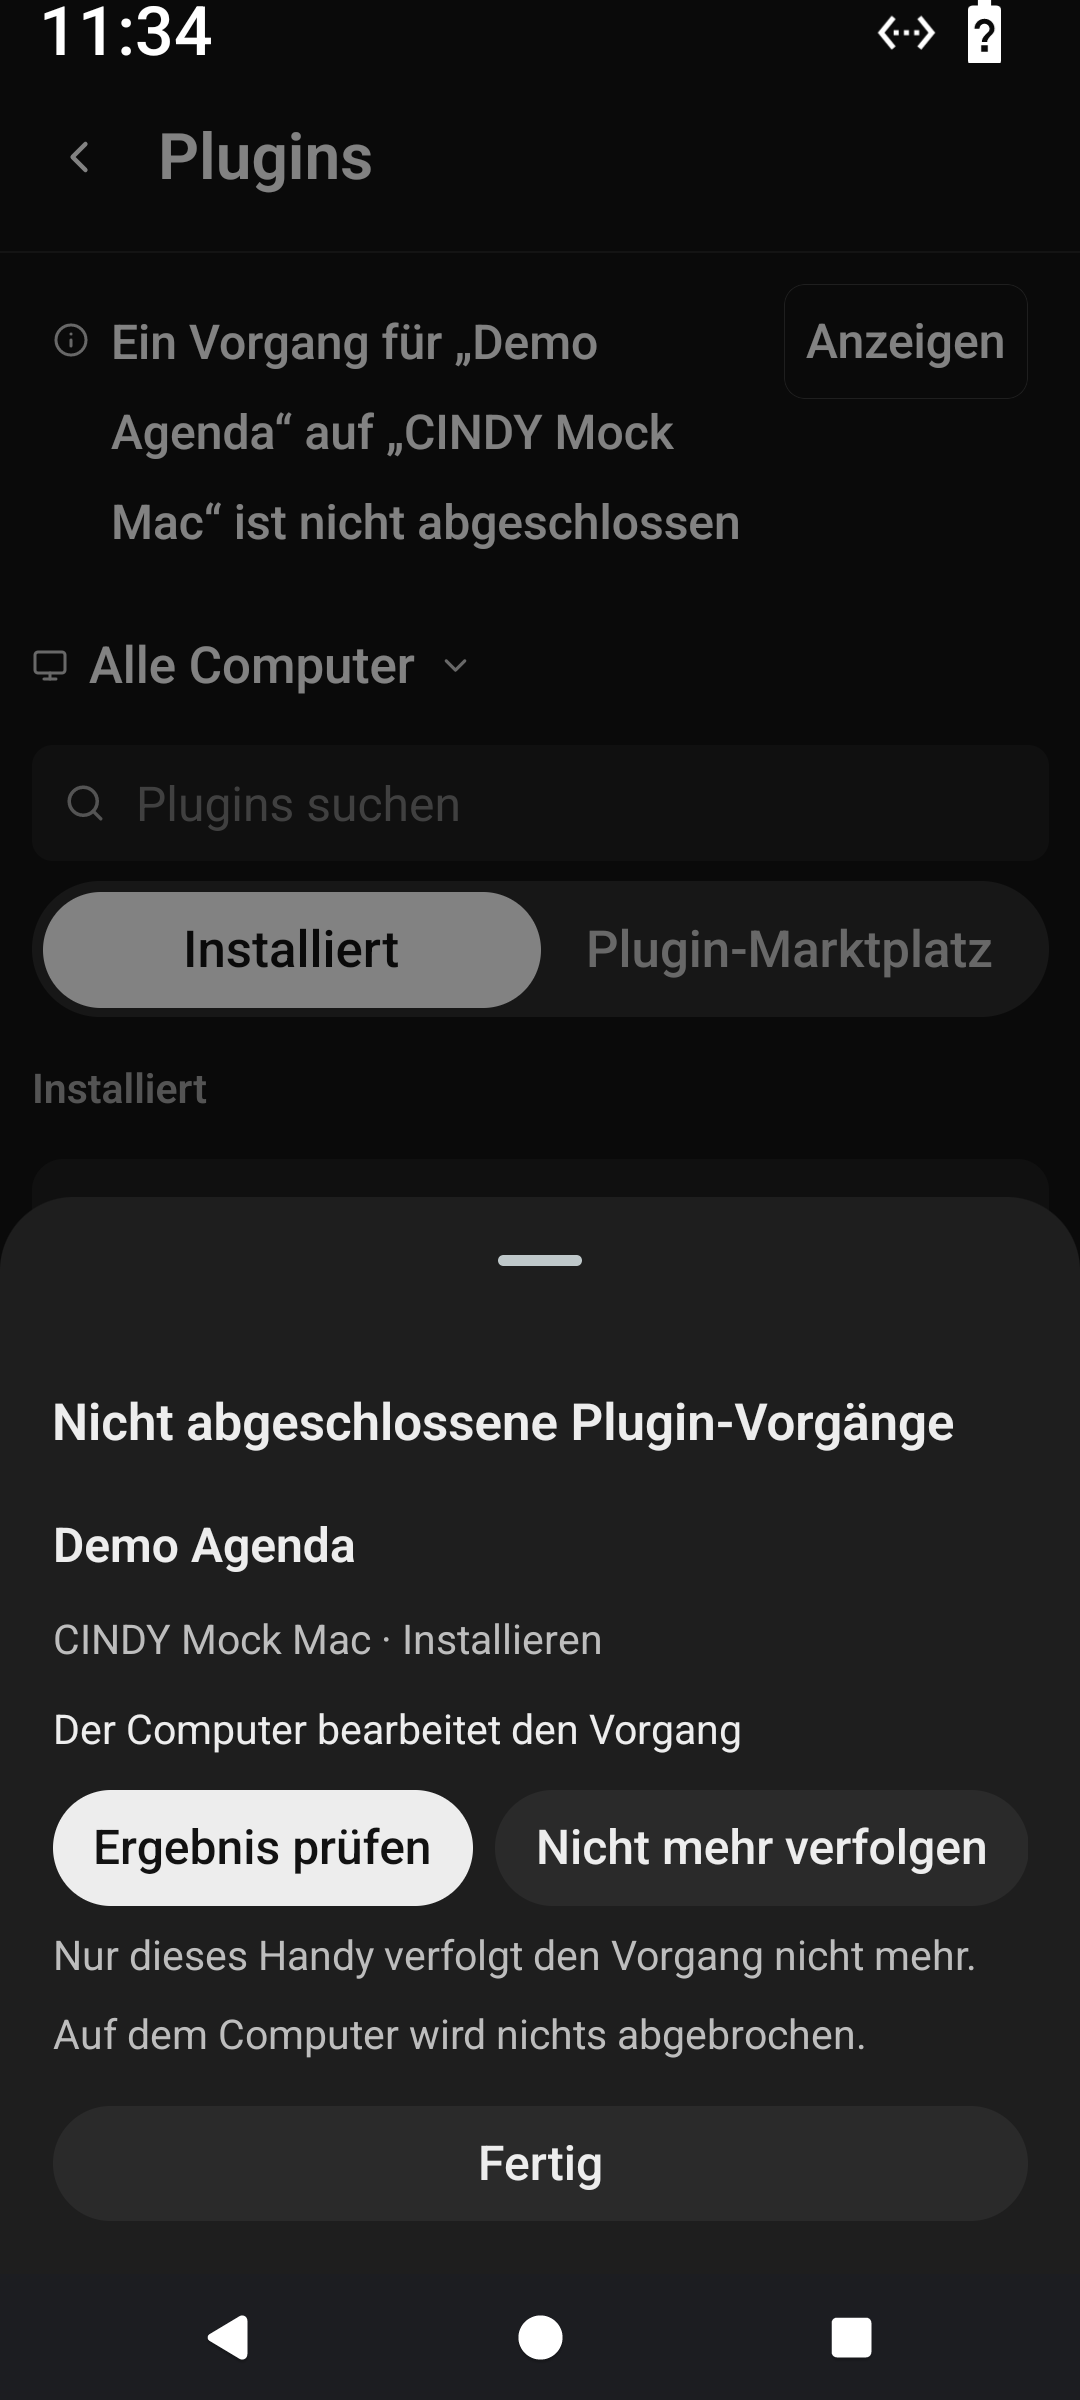 11:34
Plugins
Ein Vorgang für „Demo
Agenda“ auf „CINDY Mock
Mac“ ist nicht abgeschlossen
Anzeigen
Alle Computer
Plugins suchen
Installiert
Plugin-Marktplatz
Installiert
Nicht abgeschlossene Plugin-Vorgänge
Demo Agenda
CINDY Mock Mac · Installieren
Der Computer bearbeitet den Vorgang
Ergebnis prüfen
Nicht mehr verfolgen
Nur dieses Handy verfolgt den Vorgang nicht mehr.
Auf dem Computer wird nichts abgebrochen.
Fertig